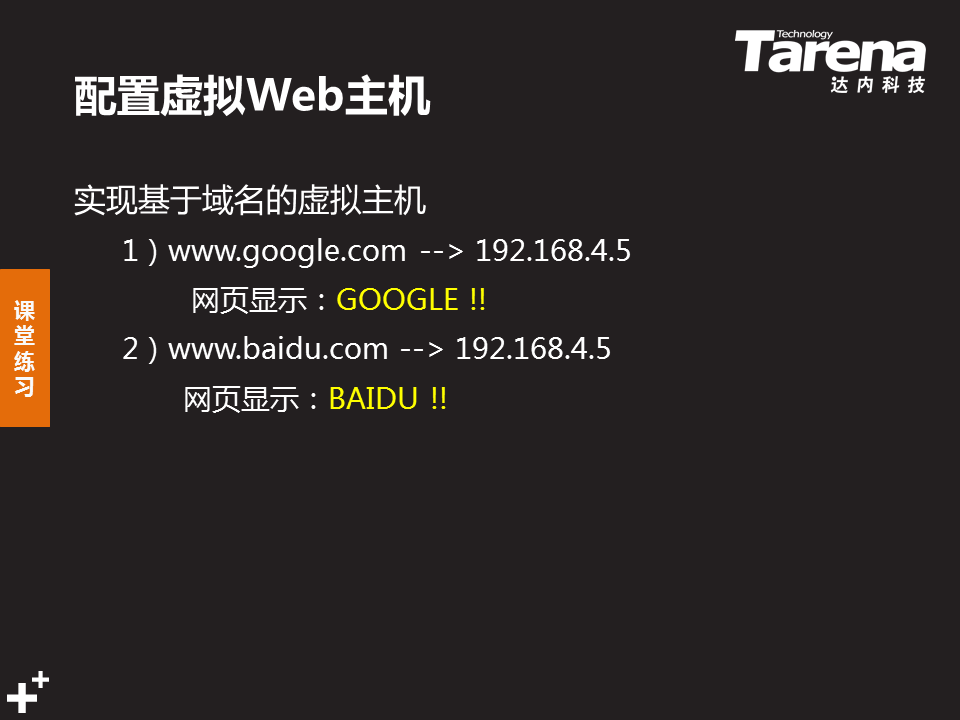 Technology
Tarena
达内科技
配置虚拟Web主机
实现基于域名的虚拟主机
1）www.google.com --> 192.168.4.5
网页显示：GOOGLE !!
2）www.baidu.com --> 192.168.4.5
网页显示：BAIDU !!
课
堂
练
习